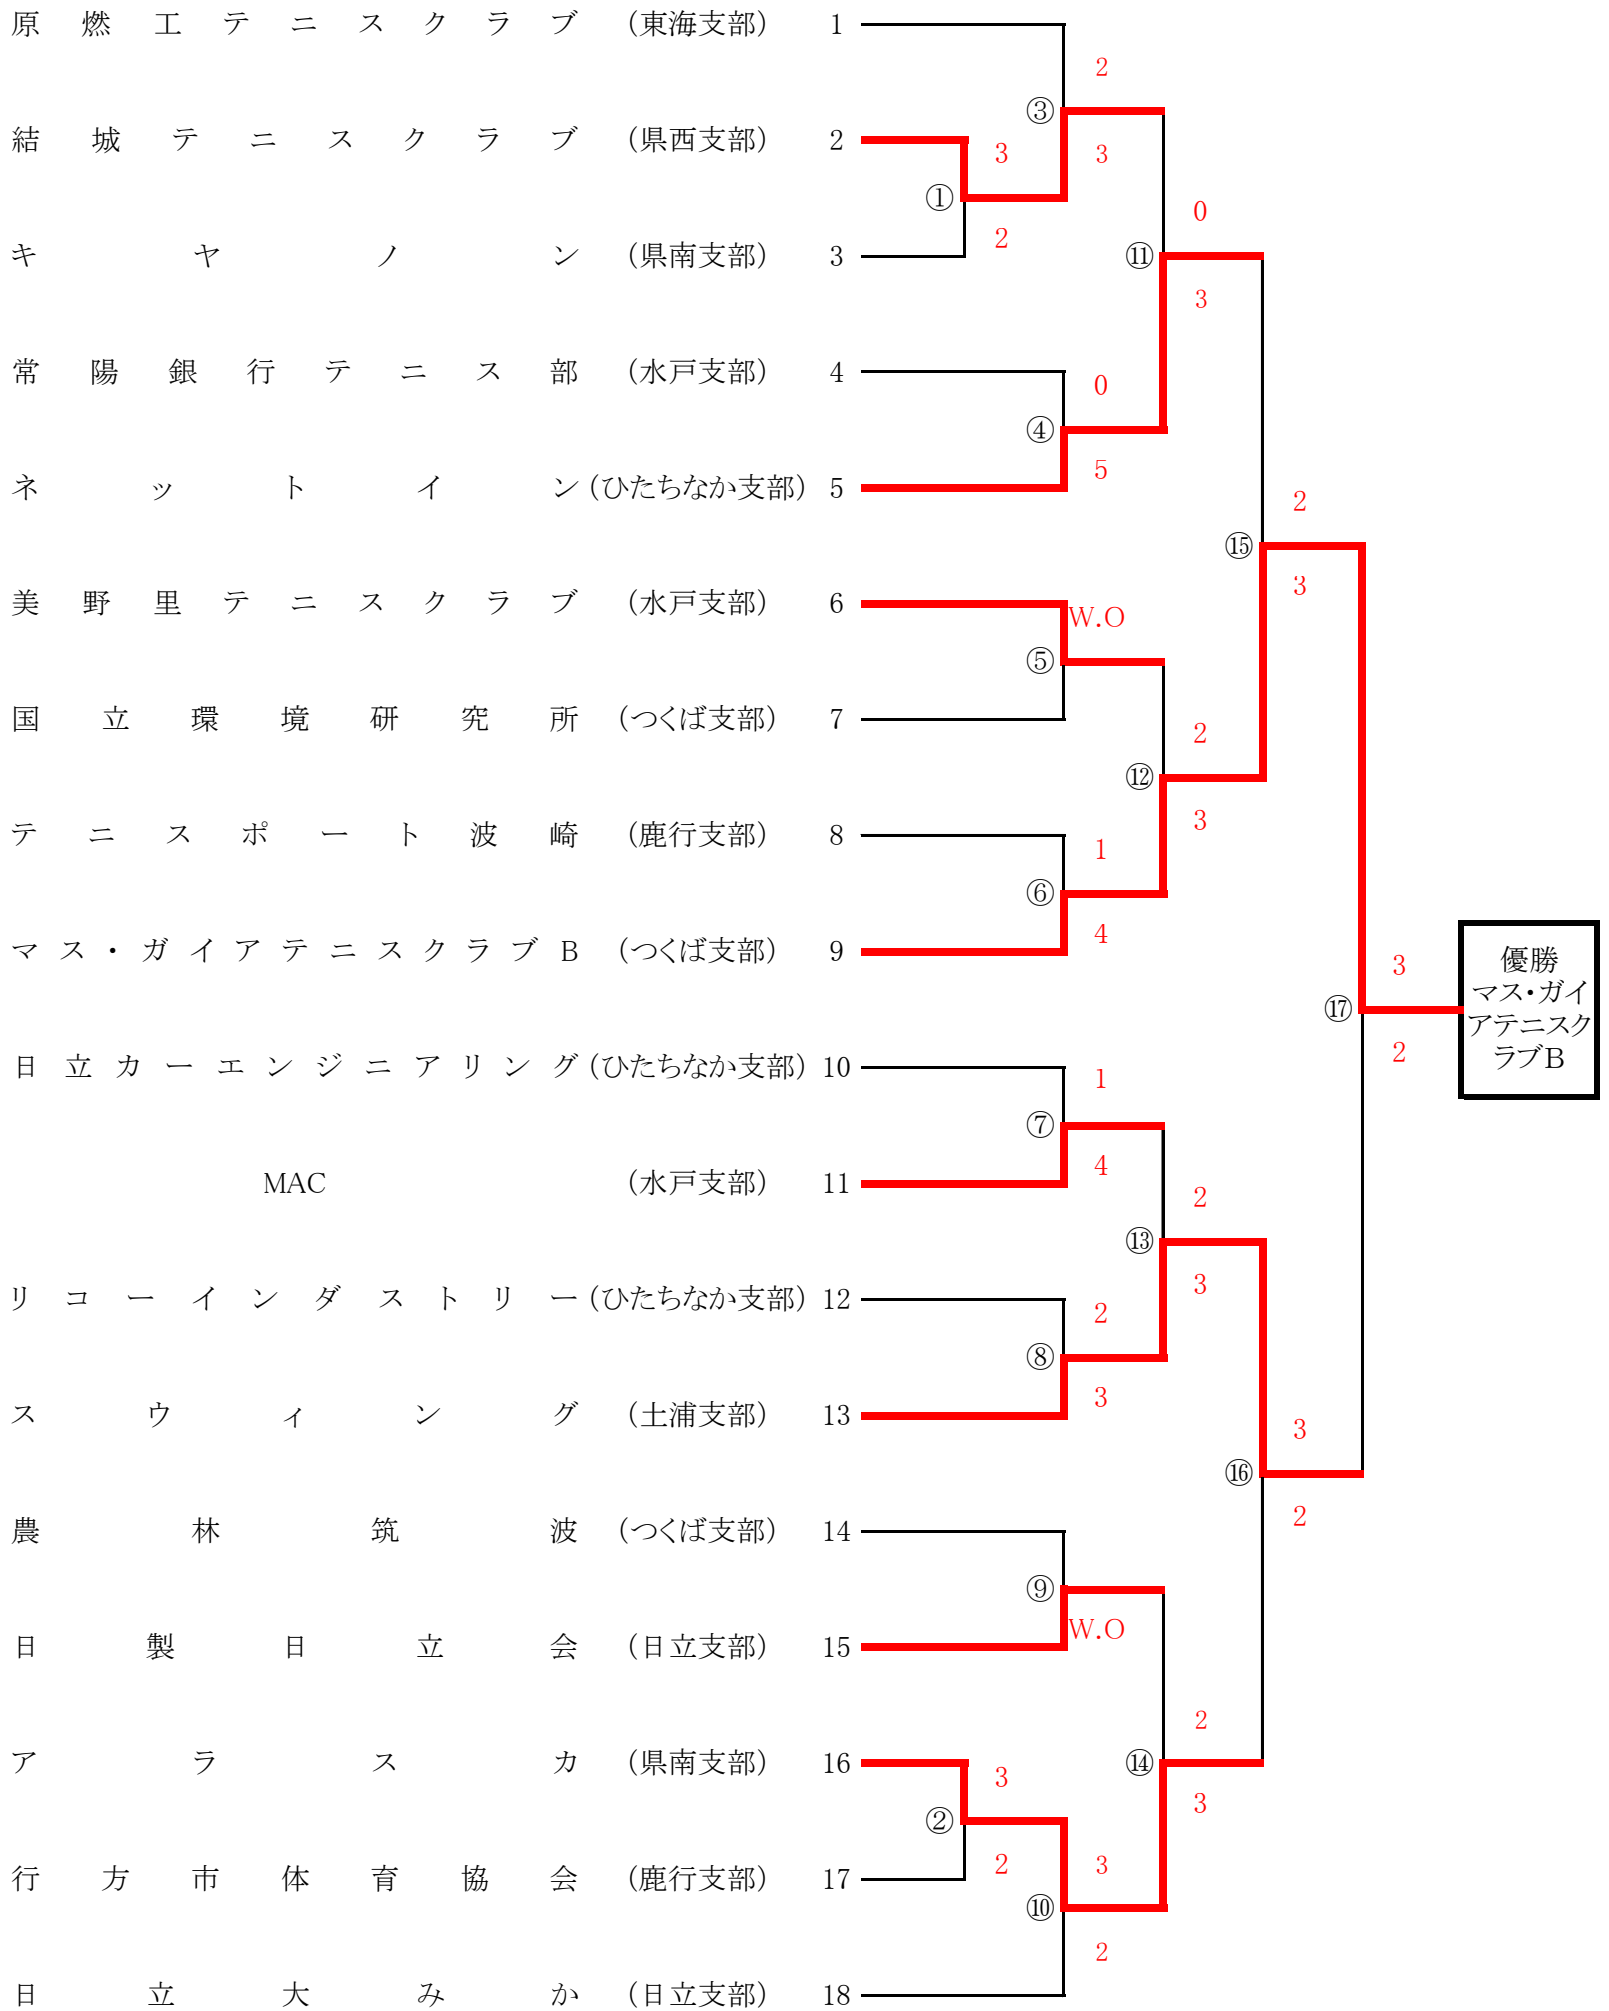 原燃工テニスクラブ (東海支部) 1
2
③
結城テニスクラブ (県西支部) 2
3
3
①
0
2
キヤノン (県南支部) 3
⑪
3
常陽銀行テニス部 (水戸支部) 4
0
④
5
ネットイン (ひたちなか支部) 5
2
⑮
3
美野里テニスクラブ (水戸支部) 6
W.O
⑤
国立環境研究所 (つくば支部) 7
2
⑫
3
テニスポート波崎 (鹿行支部) 8
1
⑥
4
マス・ガイアテニスクラブB (つくば支部) 9
3
⑰
2
優勝
マス・ガイ
アテニスク
ラブB
日立カーエンジニアリング (ひたちなか支部) 10
1
⑦
4
MAC (水戸支部) 11
2
⑬
3
リコーインダストリー (ひたちなか支部) 12
2
⑧
3
スウィング (土浦支部) 13
3
⑯
2
農林筑波 (つくば支部) 14
⑨
W.O
日製日立会 (日立支部) 15
2
⑭
3
アラスカ (県南支部) 16
3
②
2
行方市体育協会 (鹿行支部) 17
3
⑩
2
日立大みか (日立支部) 18